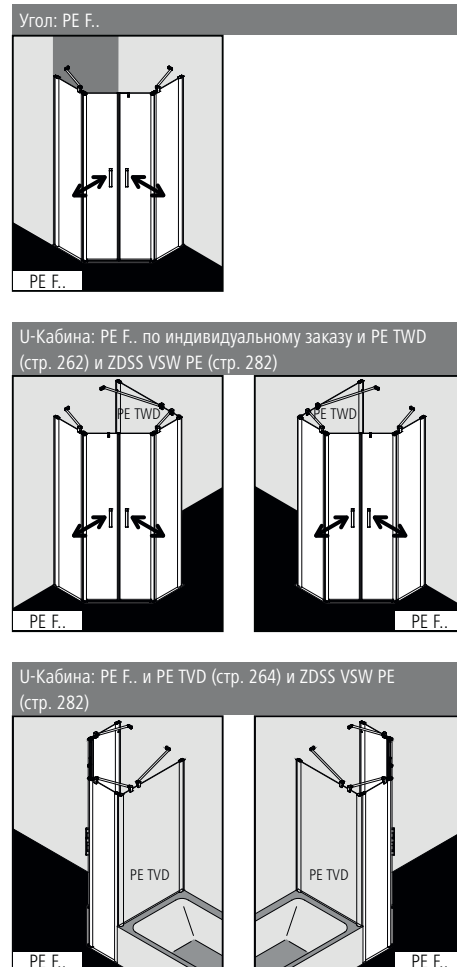 Угол: PE F..
PE F..
U-Кабина: PE F.. по индивидуальному заказу и PE TWD
(стр. 262) и ZDSS VSW PE (стр. 282)
PE TWD
PE TWD
PE F..
PE F..
U-Кабина: PE F.. и PE TVD (стр. 264) и ZDSS VSW PE
(стр. 282)
PE TVD
PE TVD
PE F..
PE F..